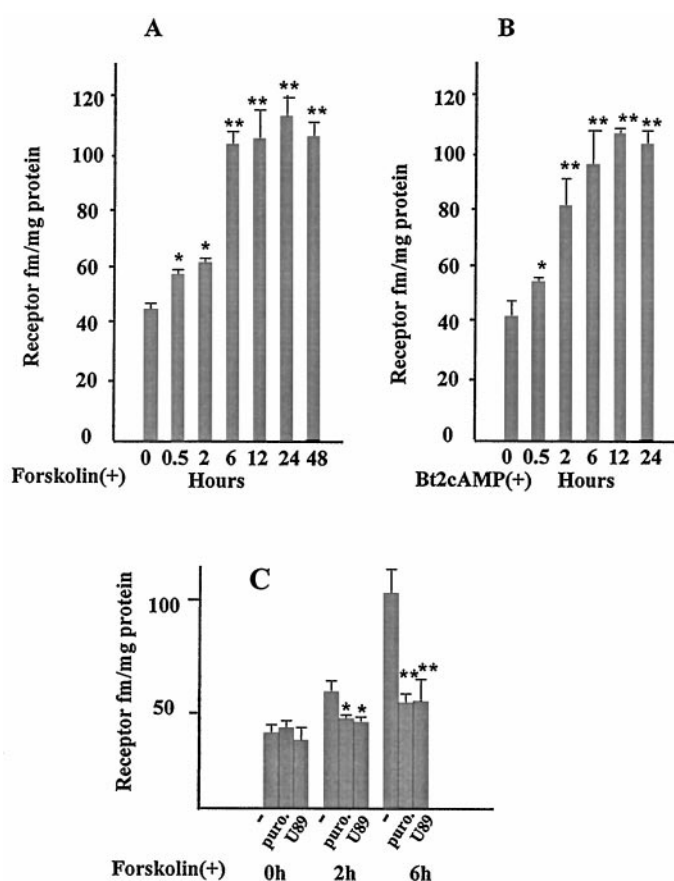 A
Receptor fm/mg protein
120
100
80
60
40
20
0
* * ** ** ** **
0 0.5 2 6 12 24 48
Forskolin(+) Hours
B
Receptor fm/mg protein
120
100
80
60
40
20
0
* ** ** ** **
0 0.5 2 6 12 24
Bt2cAMP(+) Hours
C
Receptor fm/mg protein
100
50
* * ** **
- puro. U89 - puro. U89 - puro. U89
Forskolin(+) 0h 2h 6h